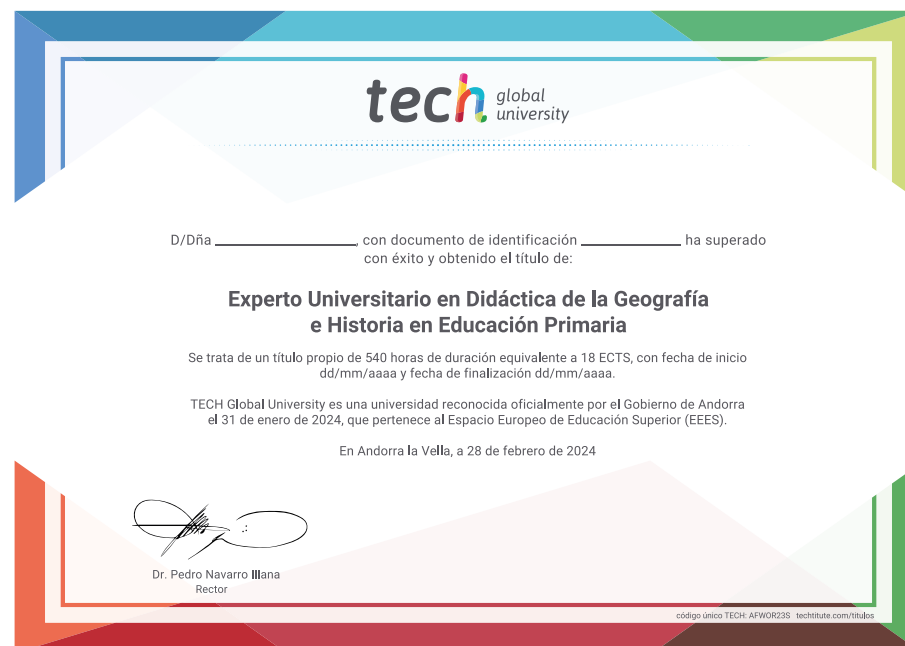 tech global
university
D/Dña ________________, con documento de identificación ____________ ha superado
con éxito y obtenido el título de:
Experto Universitario en Didáctica de la Geografía
e Historia en Educación Primaria
Se trata de un título propio de 540 horas de duración equivalente a 18 ECTS, con fecha de inicio
dd/mm/aaaa y fecha de finalización dd/mm/aaaa.
TECH Global University es una universidad reconocida oficialmente por el Gobierno de Andorra
el 31 de enero de 2024, que pertenece al Espacio Europeo de Educación Superior (EEES).
En Andorra la Vella, a 28 de febrero de 2024
Dr. Pedro Navarro Illana
Rector
código único TECH: AFWOR23S techtitute.com/titulos